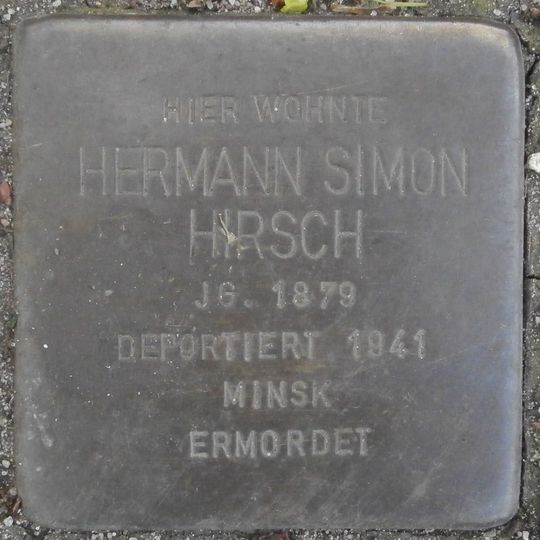 HIER WOHNTE
HERMANN SIMON
HIRSCH
JG. 1879
DEPORTIERT 1941
MINSK
ERMORDET